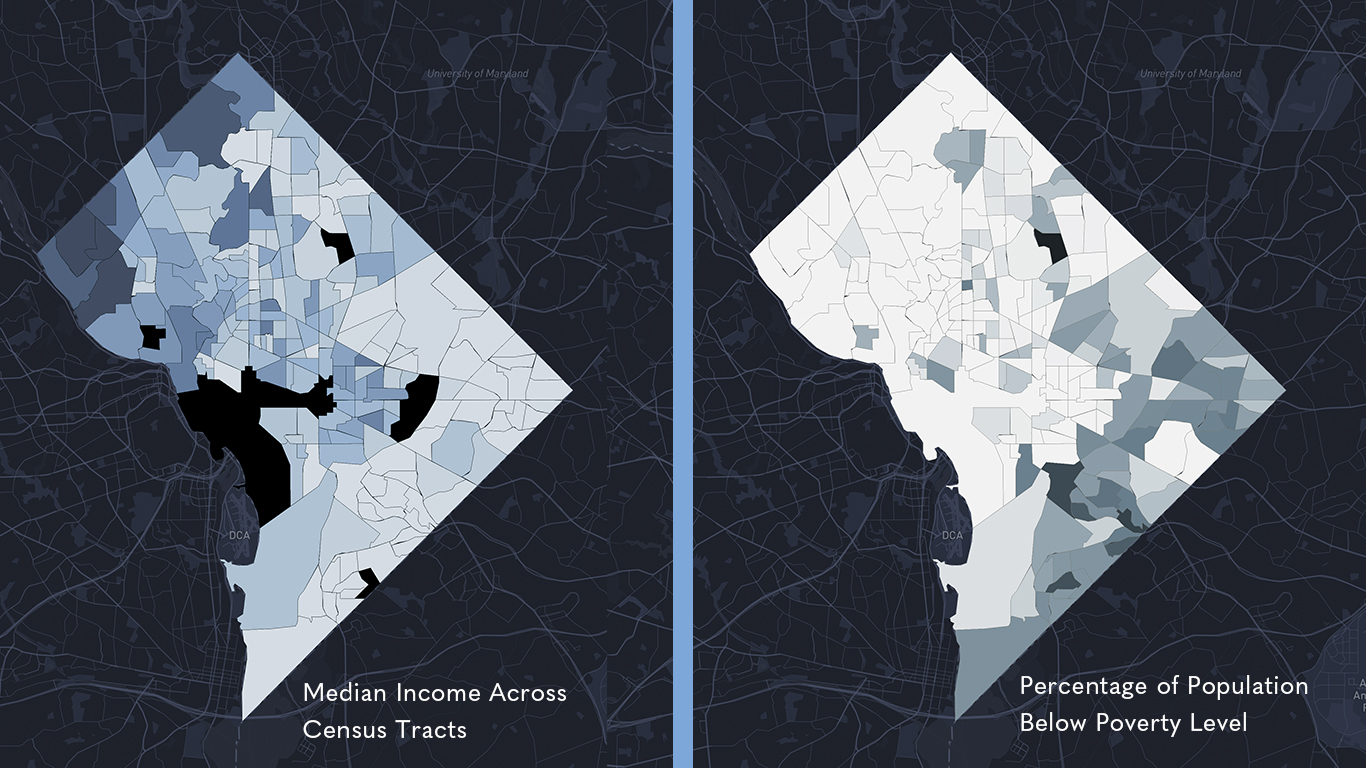 University of Maryland
DCA
Median Income Across
Census Tracts
University of Maryland
DCA
Percentage of Population
Below Poverty Level